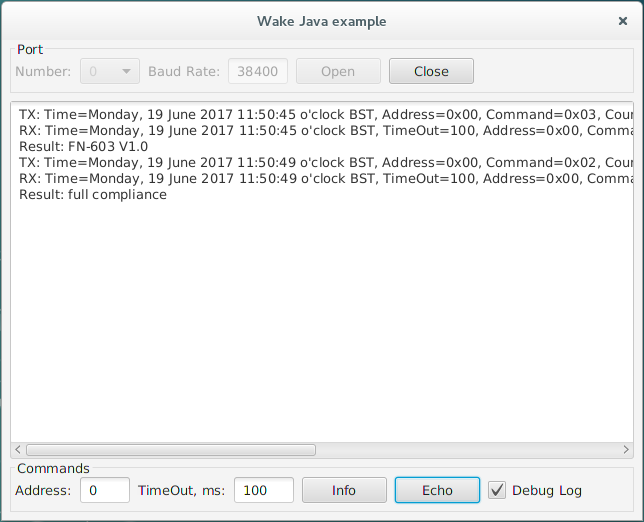 Wake Java example
Port
Number: 0 Baud Rate: 38400 Open Close
TX: Time=Monday, 19 June 2017 11:50:45 o'clock BST, Address=0x00, Command=0x03, Cour
RX: Time=Monday, 19 June 2017 11:50:45 o'clock BST, TimeOut=100, Address=0x00, Comma
Result: FN-603 V1.0
TX: Time=Monday, 19 June 2017 11:50:49 o'clock BST, Address=0x00, Command=0x02, Cour
RX: Time=Monday, 19 June 2017 11:50:49 o'clock BST, TimeOut=100, Address=0x00, Comma
Result: full compliance
Commands
Address: 0 TimeOut, ms: 100 Info Echo Debug Log